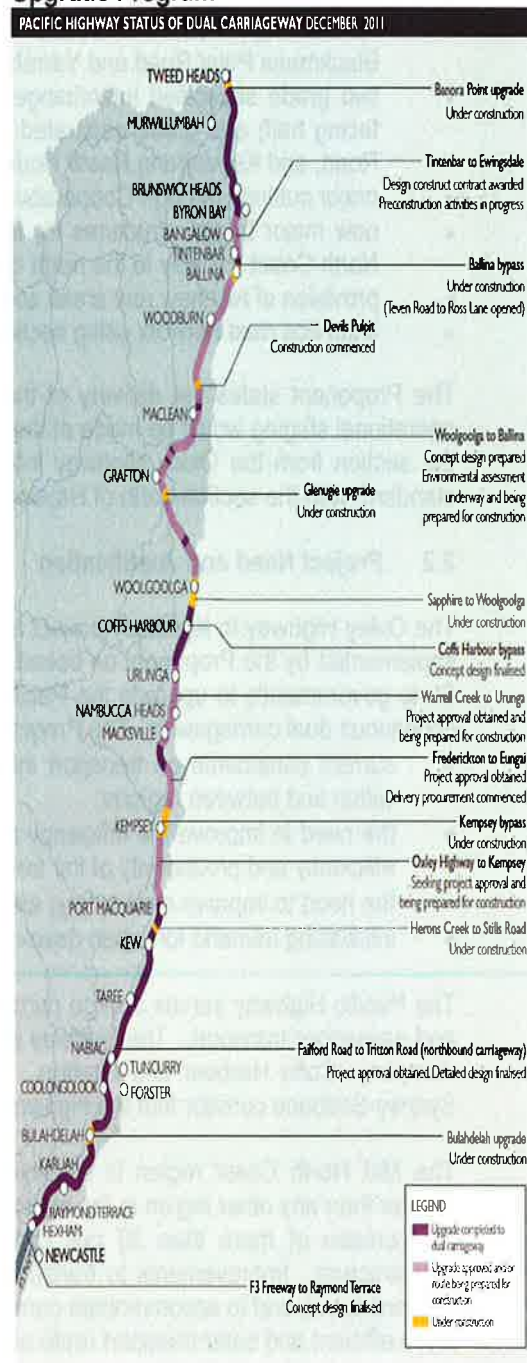 Upgrade Program
PACIFIC HIGHWAY STATUS OF DUAL CARRIAGEWAY DECEMBER 2011
TWEED HEADS
Banora Point upgrade
Under construction
MURWILLUMBAH
Tintenbar to Ewingsdale
Design construct contract awarded
Preconstruction activities in progress
BRUNSWICK HEADS
BYRON BAY
BANGALOW
TINTENBAR
BALLINA
Ballina bypass
Under construction
(Teven Road to Ross Lane opened)
WOODBURN
Devils Pulpit
Construction commenced
MACLEAN
Woolgoolga to Ballina
Concept design prepared
Environmental assessment
underway and being
prepared for construction
GRAFTON
Glenugie upgrade
Under construction
WOOLGOOLGA
Sapphire to Woolgoolga
Under construction
COFFS HARBOUR
Coffs Harbour bypass
Concept design finalised
URUNGA
Warrell Creek to Urunga
Project approval obtained and
being prepared for construction
NAMBUCCA HEADS
MACKSVILLE
Frederickton to Eungai
Project approval obtained
Delivery procurement commenced
KEMPSEY
Kempsey bypass
Under construction
Oxley Highway to Kempsey
Seeking project approval and
being prepared for construction
PORT MACQUARIE
Herons Creek to Stills Road
Under construction
KEW
TAREE
NABIAC
Failford Road to Tritton Road (northbound carriageway)
Project approval obtained. Detailed design finalised
TUNCURRY
COOLONGOLOOK
FORSTER
BULAHDELAH
Bulahdelah upgrade
Under construction
KARUAH
RAYMOND TERRACE
HEXHAM
NEWCASTLE
F3 Freeway to Raymond Terrace
Concept design finalised
LEGEND
Upgrade completed to
dual carriageway
Upgrade approved and/or
route being prepared for
construction
Under construction